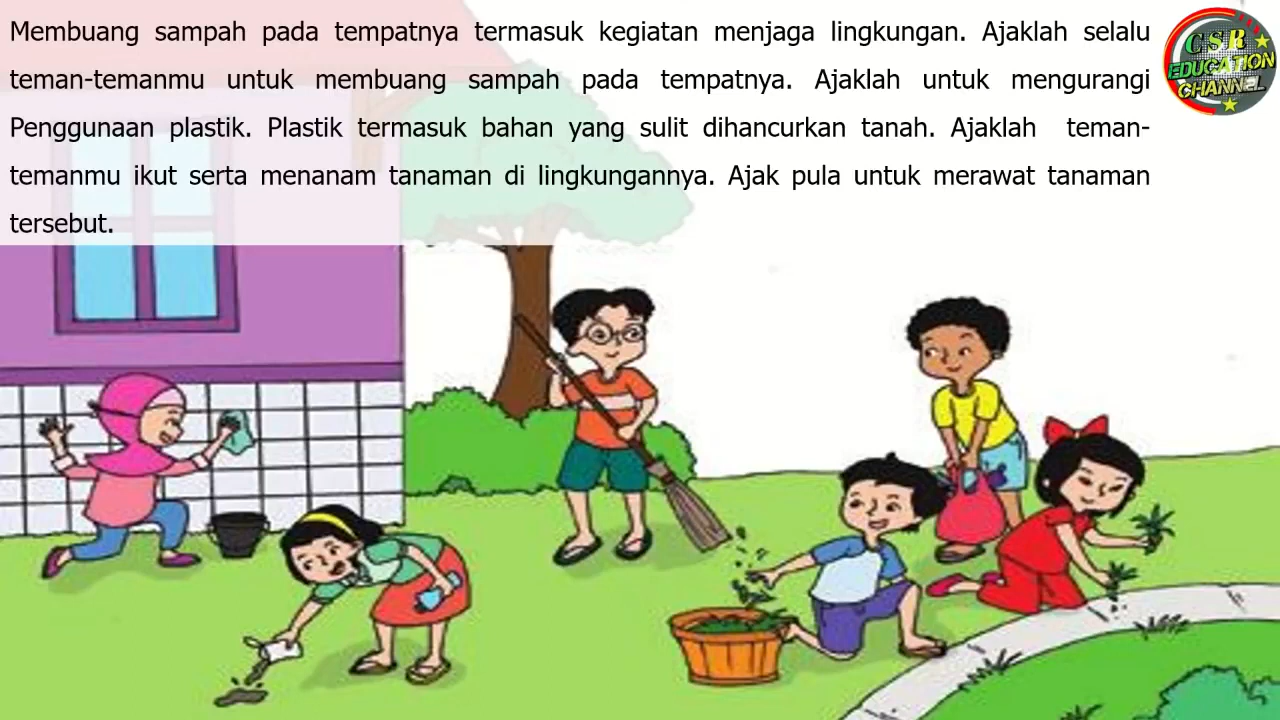 Membuang sampah pada tempatnya termasuk kegiatan menjaga lingkungan. Ajaklah selalu
teman-temanmu untuk membuang sampah pada tempatnya. Ajaklah untuk mengurangi
Penggunaan plastik. Plastik termasuk bahan yang sulit dihancurkan tanah. Ajaklah teman-
temanmu ikut serta menanam tanaman di lingkungannya. Ajak pula untuk merawat tanaman
tersebut.
CSR
EDUCATION
CHANNEL